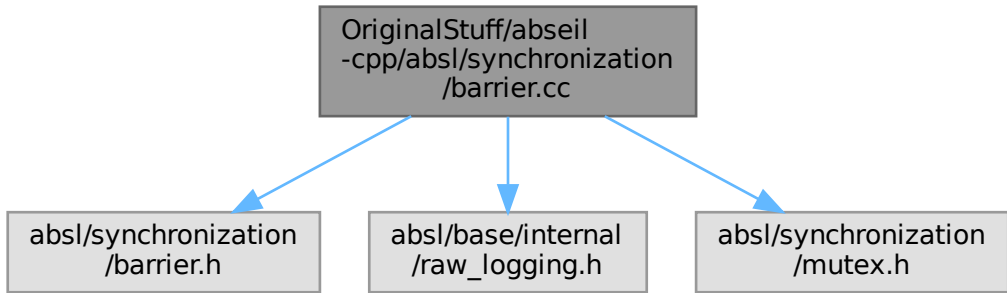 OriginalStuff/abseil
-cpp/absl/synchronization
/barrier.cc
absl/synchronization
/barrier.h
absl/base/internal
/raw_logging.h
absl/synchronization
/mutex.h